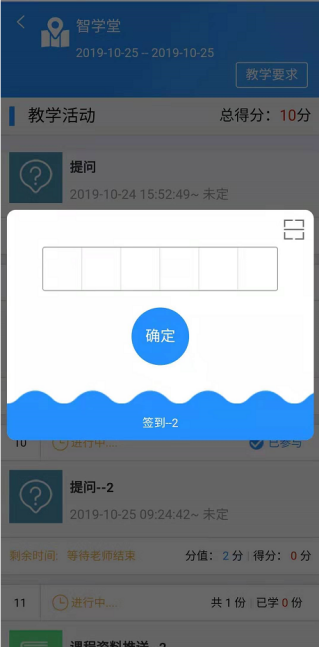 智学堂
2019-10-25 -- 2019-10-25
教学要求
教学活动
总得分：10分
提问
2019-10-24 15:52:49~ 未定
确定
签到--2
10
进行中...
已参与
提问--2
2019-10-25 09:24:42~ 未定
剩余时间: 等待老师结束
分值： 2 分 | 得分： 0 分
11
进行中...
共 1 份 | 已学 0 份
课程资料推送--2